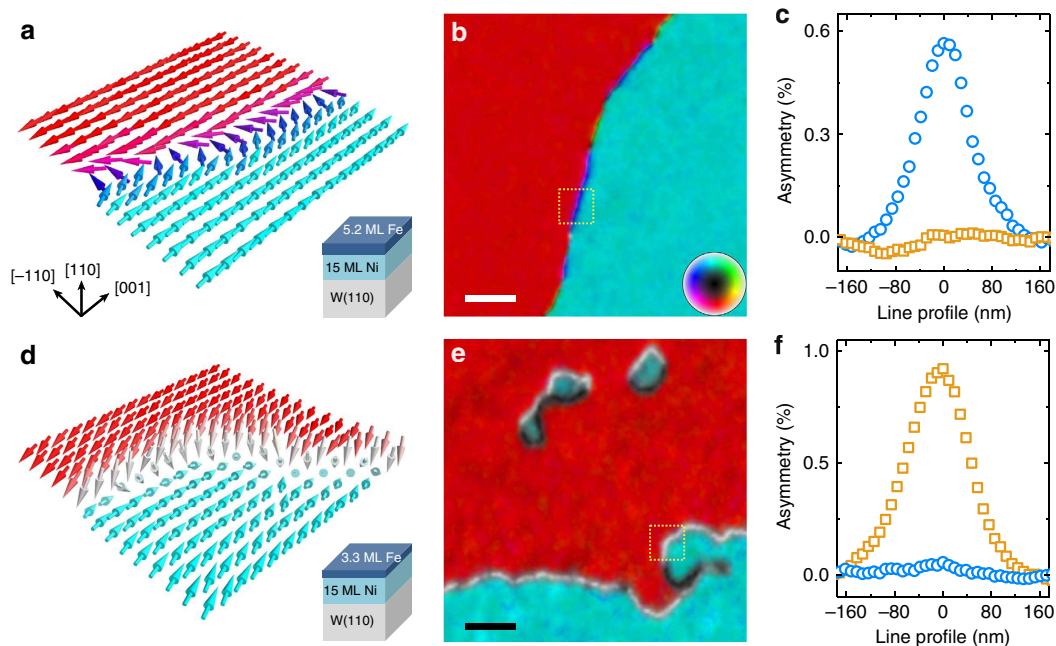 a
[−110]
[110]
[001]
5.2 ML Fe
15 ML Ni
W(110)
b
c
Asymmetry (%)
0.6
0.3
0.0
−160
−80
0
80
160
Line profile (nm)
d
3.3 ML Fe
15 ML Ni
W(110)
e
f
Asymmetry (%)
1.0
0.5
0.0
−160
−80
0
80
160
Line profile (nm)